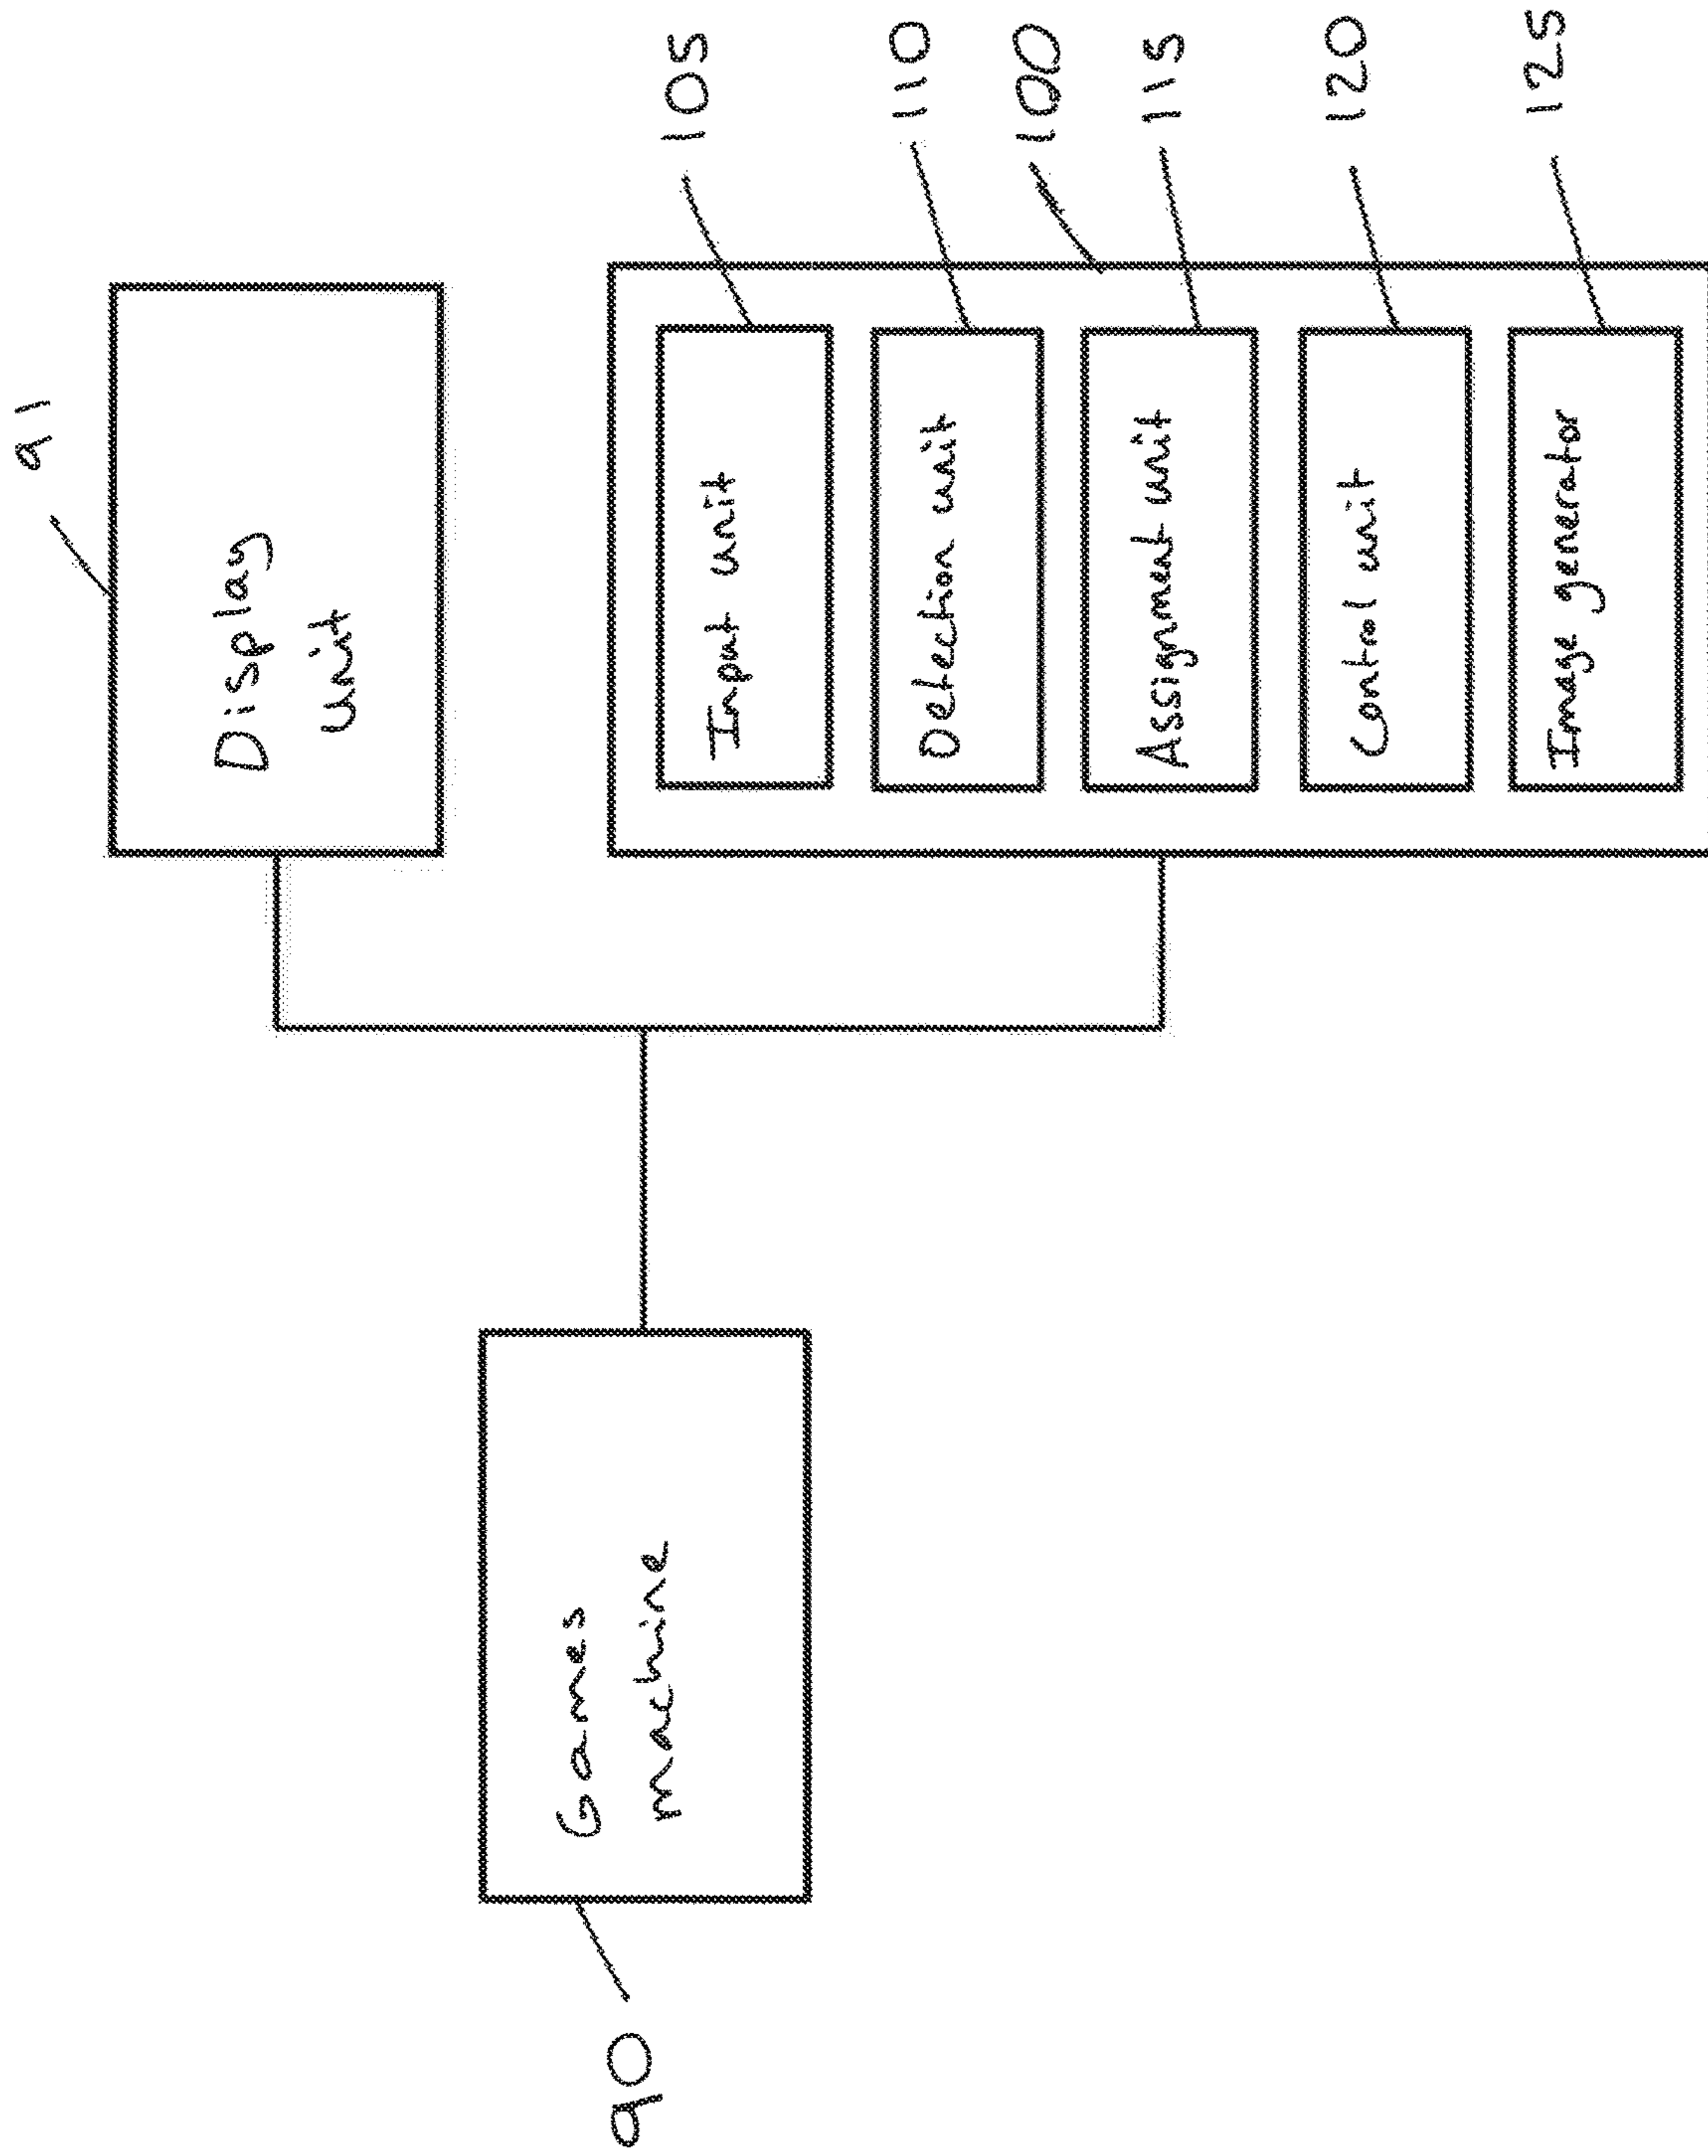 91
Display
unit
105
Input unit
110
Detection unit
100
115
Assignment unit
120
Control unit
125
Image generator
Games
machine
90